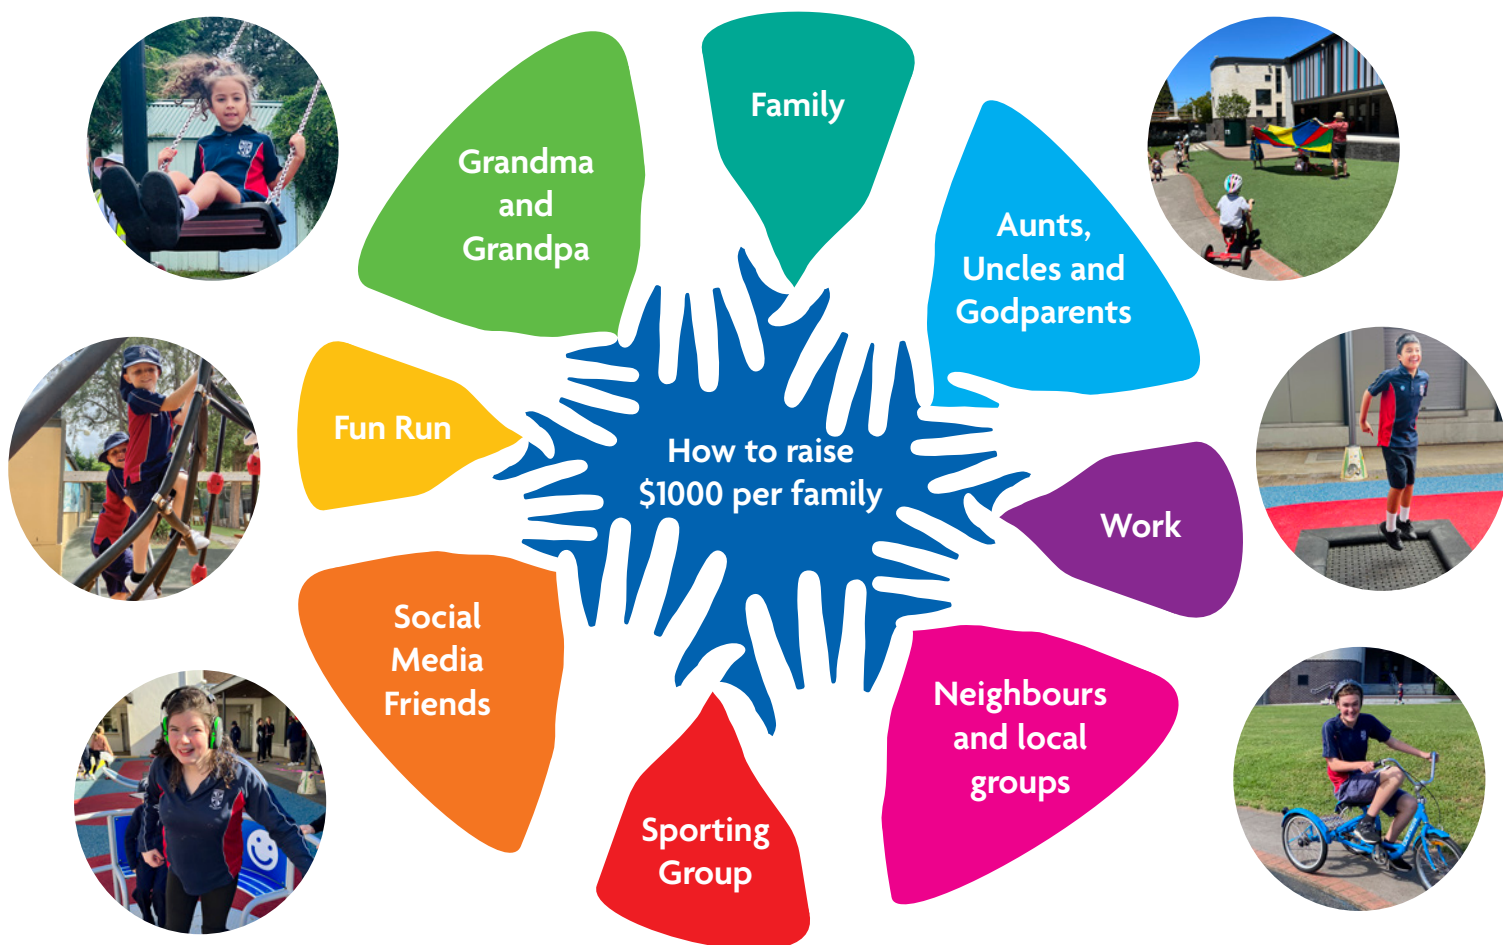 Family
Grandma
and
Grandpa
Aunts,
Uncles and
Godparents
Fun Run
How to raise
$1000 per family
Work
Social
Media
Friends
Neighbours
and local
groups
Sporting
Group